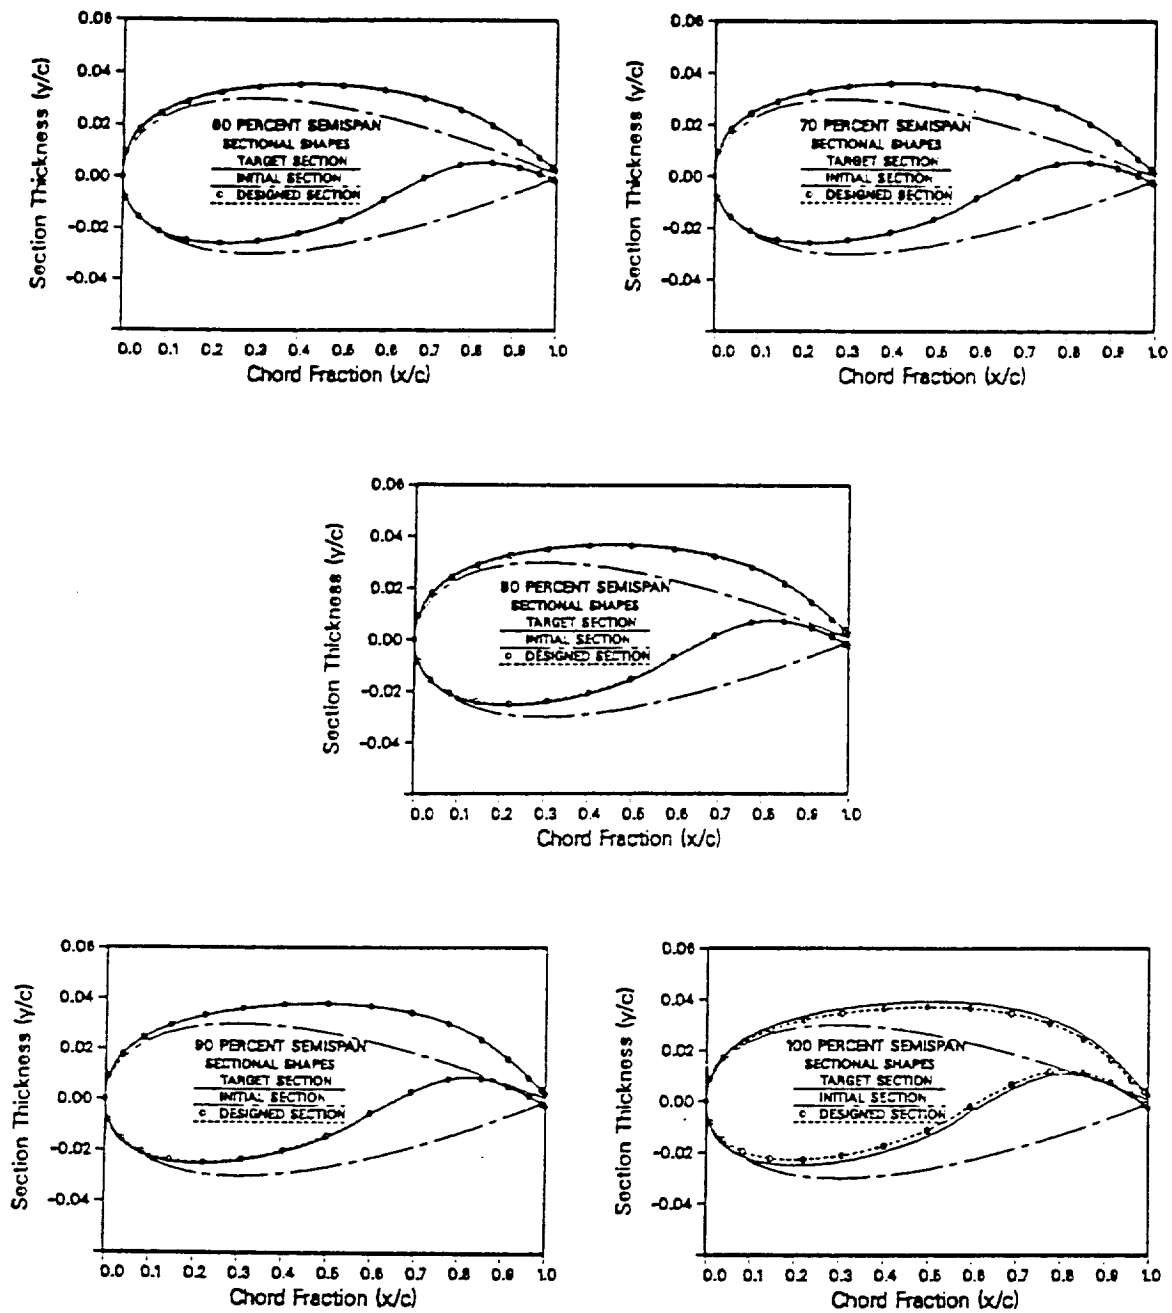 0.06
0.04
0.02
0.00
-0.02
-0.04
Section Thickness (y/c)
60 PERCENT SEMISPAN
SECTIONAL SHAPES
TARGET SECTION
INITIAL SECTION
c DESIGNED SECTION
0.0 0.1 0.2 0.3 0.4 0.5 0.6 0.7 0.8 0.9 1.0
Chord Fraction (x/c)
0.06
0.04
0.02
0.00
-0.02
-0.04
Section Thickness (y/c)
70 PERCENT SEMISPAN
SECTIONAL SHAPES
TARGET SECTION
INITIAL SECTION
c DESIGNED SECTION
0.0 0.1 0.2 0.3 0.4 0.5 0.6 0.7 0.8 0.9 1.0
Chord Fraction (x/c)
0.06
0.04
0.02
0.00
-0.02
-0.04
Section Thickness (y/c)
80 PERCENT SEMISPAN
SECTIONAL SHAPES
TARGET SECTION
INITIAL SECTION
c DESIGNED SECTION
0.0 0.1 0.2 0.3 0.4 0.5 0.6 0.7 0.8 0.9 1.0
Chord Fraction (x/c)
0.06
0.04
0.02
0.00
-0.02
-0.04
Section Thickness (y/c)
90 PERCENT SEMISPAN
SECTIONAL SHAPES
TARGET SECTION
INITIAL SECTION
c DESIGNED SECTION
0.0 0.1 0.2 0.3 0.4 0.5 0.6 0.7 0.8 0.9 1.0
Chord Fraction (x/c)
0.06
0.04
0.02
0.00
-0.02
-0.04
Section Thickness (y/c)
100 PERCENT SEMISPAN
SECTIONAL SHAPES
TARGET SECTION
INITIAL SECTION
c DESIGNED SECTION
0.0 0.1 0.2 0.3 0.4 0.5 0.6 0.7 0.8 0.9 1.0
Chord Fraction (x/c)